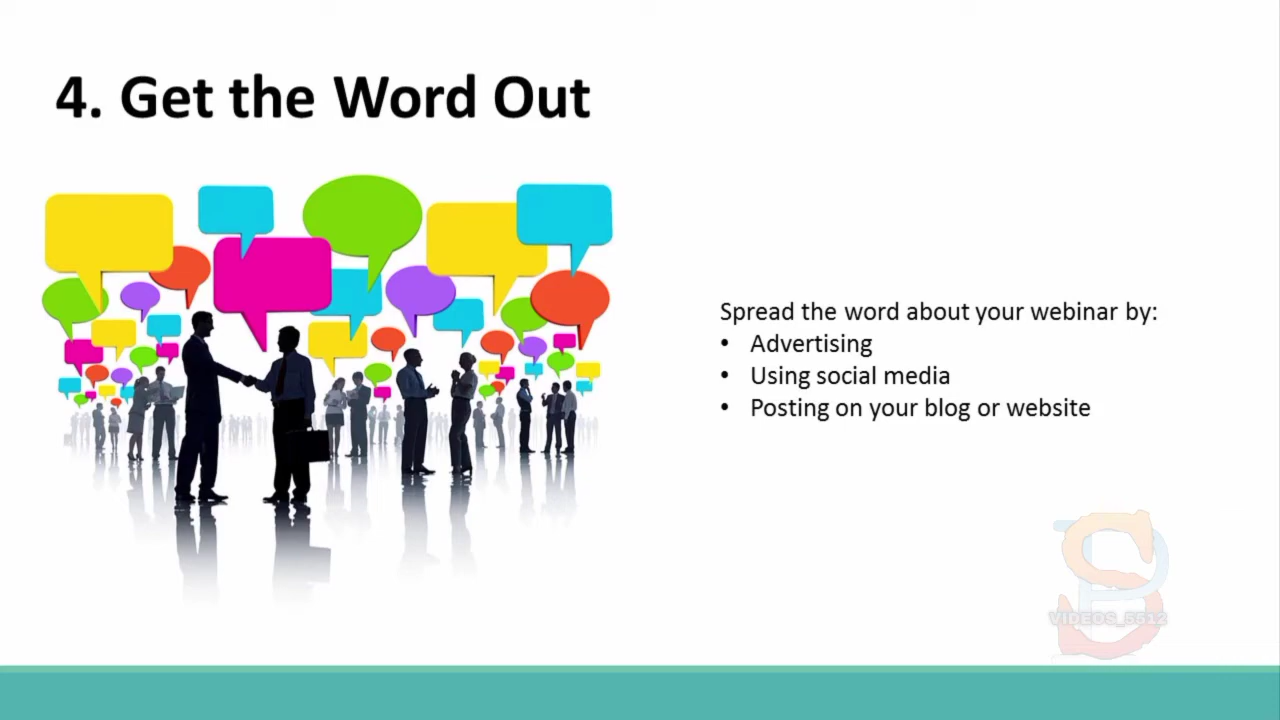 4. Get the Word Out
Spread the word about your webinar by:
• Advertising
• Using social media
• Posting on your blog or website
VIDEOS_5512